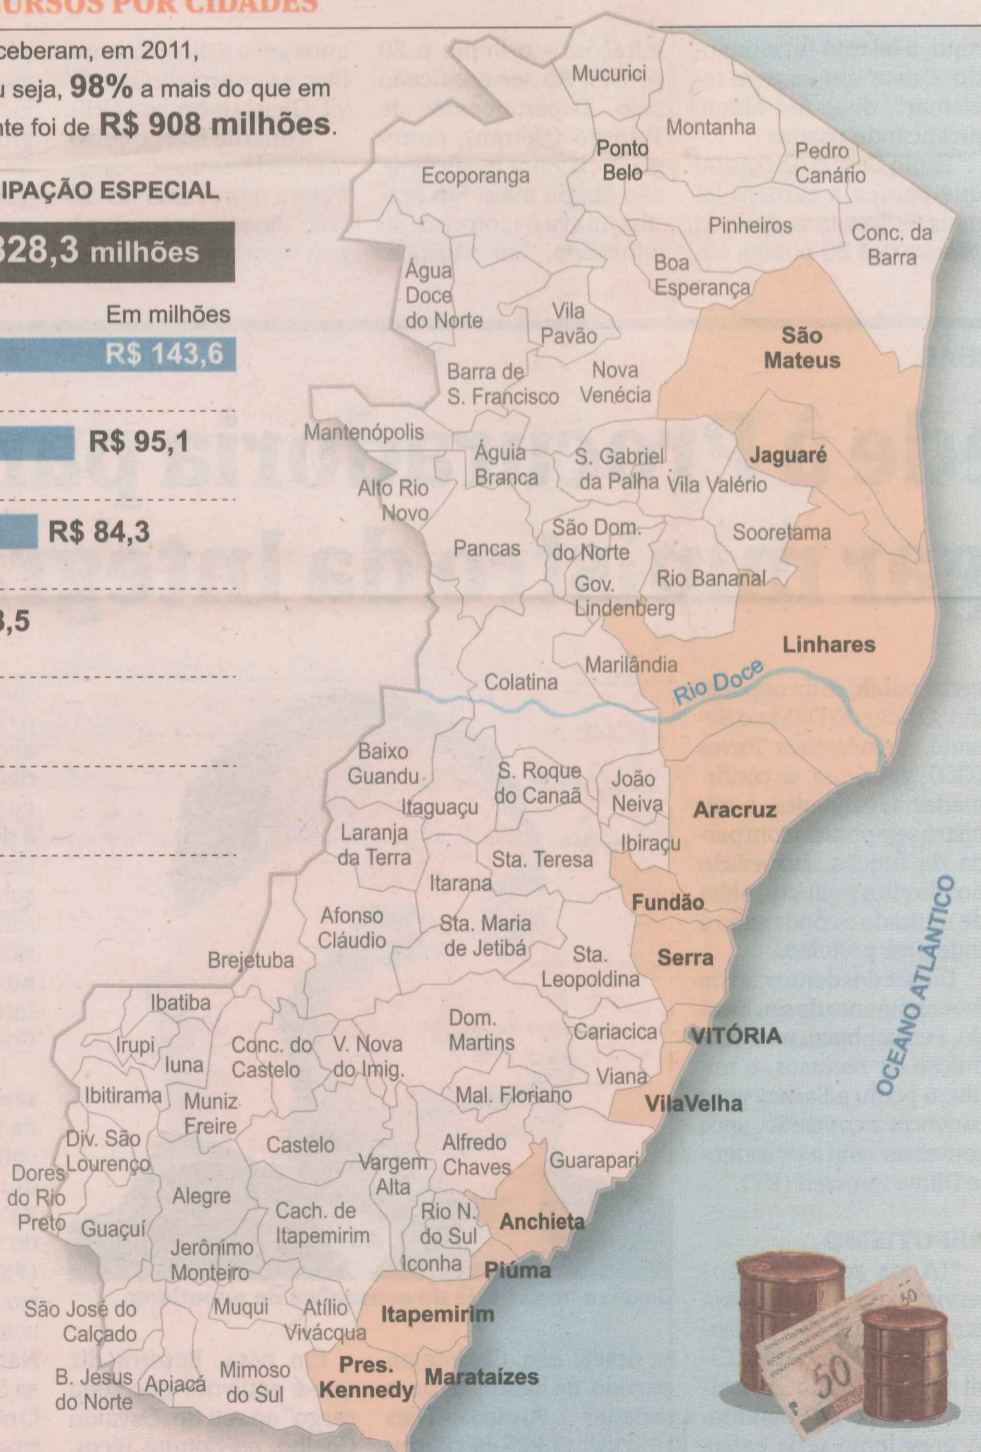 CURSOS POR CIDADES
ceberam, em 2011,
u seja, 98% a mais do que em
nte foi de R$ 908 milhões.
IPAÇÃO ESPECIAL
328,3 milhões
Em milhões
R$ 143,6
R$ 95,1
R$ 84,3
3,5
Mucurici
Montanha
Ponto
Belo
Pedro
Canário
Ecoporanga
Pinheiros
Conc. da
Barra
Boa
Esperança
Água
Doce
do Norte
Vila
Pavão
São
Mateus
Barra de
S. Francisco
Nova
Venécia
Mantenópolis
Águia
Branca
S. Gabriel
da Palha
Vila Valério
Jaguaré
Alto Rio
Novo
Pancas
São Dom.
do Norte
Sooretama
Gov.
Lindenberg
Rio Bananal
Linhares
Marilândia
Colatina
Rio Doce
Baixo
Guandu
Itaguaçu
S. Roque
do Canaã
João
Neiva
Aracruz
Laranja
da Terra
Ibiraçu
Sta. Teresa
Itarana
Fundão
Afonso
Cláudio
Sta. Maria
de Jetibá
Brejetuba
Sta.
Leopoldina
Serra
OCEANO ATLÂNTICO
Ibatiba
Irupi
Iuna
Conc. do
Castelo
V. Nova
do Imig.
Dom.
Martins
Cariacica
VITÓRIA
Viana
Ibitirama
Muniz
Freire
Mal. Floriano
VilaVelha
Div. São
Lourenço
Castelo
Vargem
Alta
Alfredo
Chaves
Guarapari
Dores
do Rio
Preto
Guaçuí
Alegre
Cach. de
Itapemirim
Rio N.
do Sul
Anchieta
Jerônimo
Monteiro
Iconha
Piúma
São José do
Calçado
Muqui
Atílio
Vivácqua
Itapemirim
B. Jesus
do Norte
Apiacá
Mimoso
do Sul
Pres.
Kennedy
Marataízes
50
50